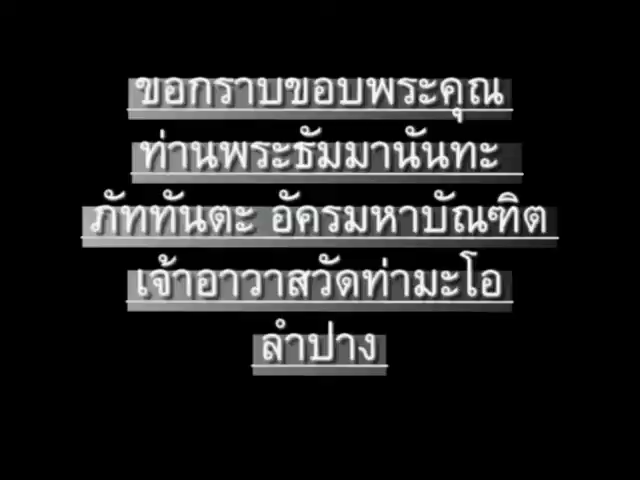 ขอกราบขอบพระคุณ
ท่านพระธัมมานันทะ
ภัททันตะ อัครมหาบัณฑิต
เจ้าอาวาสวัดท่ามะโอ
ลำปาง